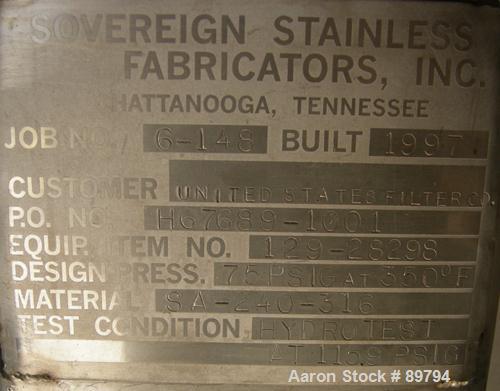 SOVEREIGN STAINLESS
FABRICATORS, INC.
HATTANOOGA, TENNESSEE
JOB NO. 6-148 BUILT 1997
CUSTOMER UNITED STATES FILTER CO
P.O. NO. H67689-1001
EQUIP. ITEM NO. 129-28298
DESIGN PRESS. 75 PSIG AT 350°F
MATERIAL SA-240-316
TEST CONDITION HYDROTEST
AT 115.9 PSIG
Aaron Stock # 89794